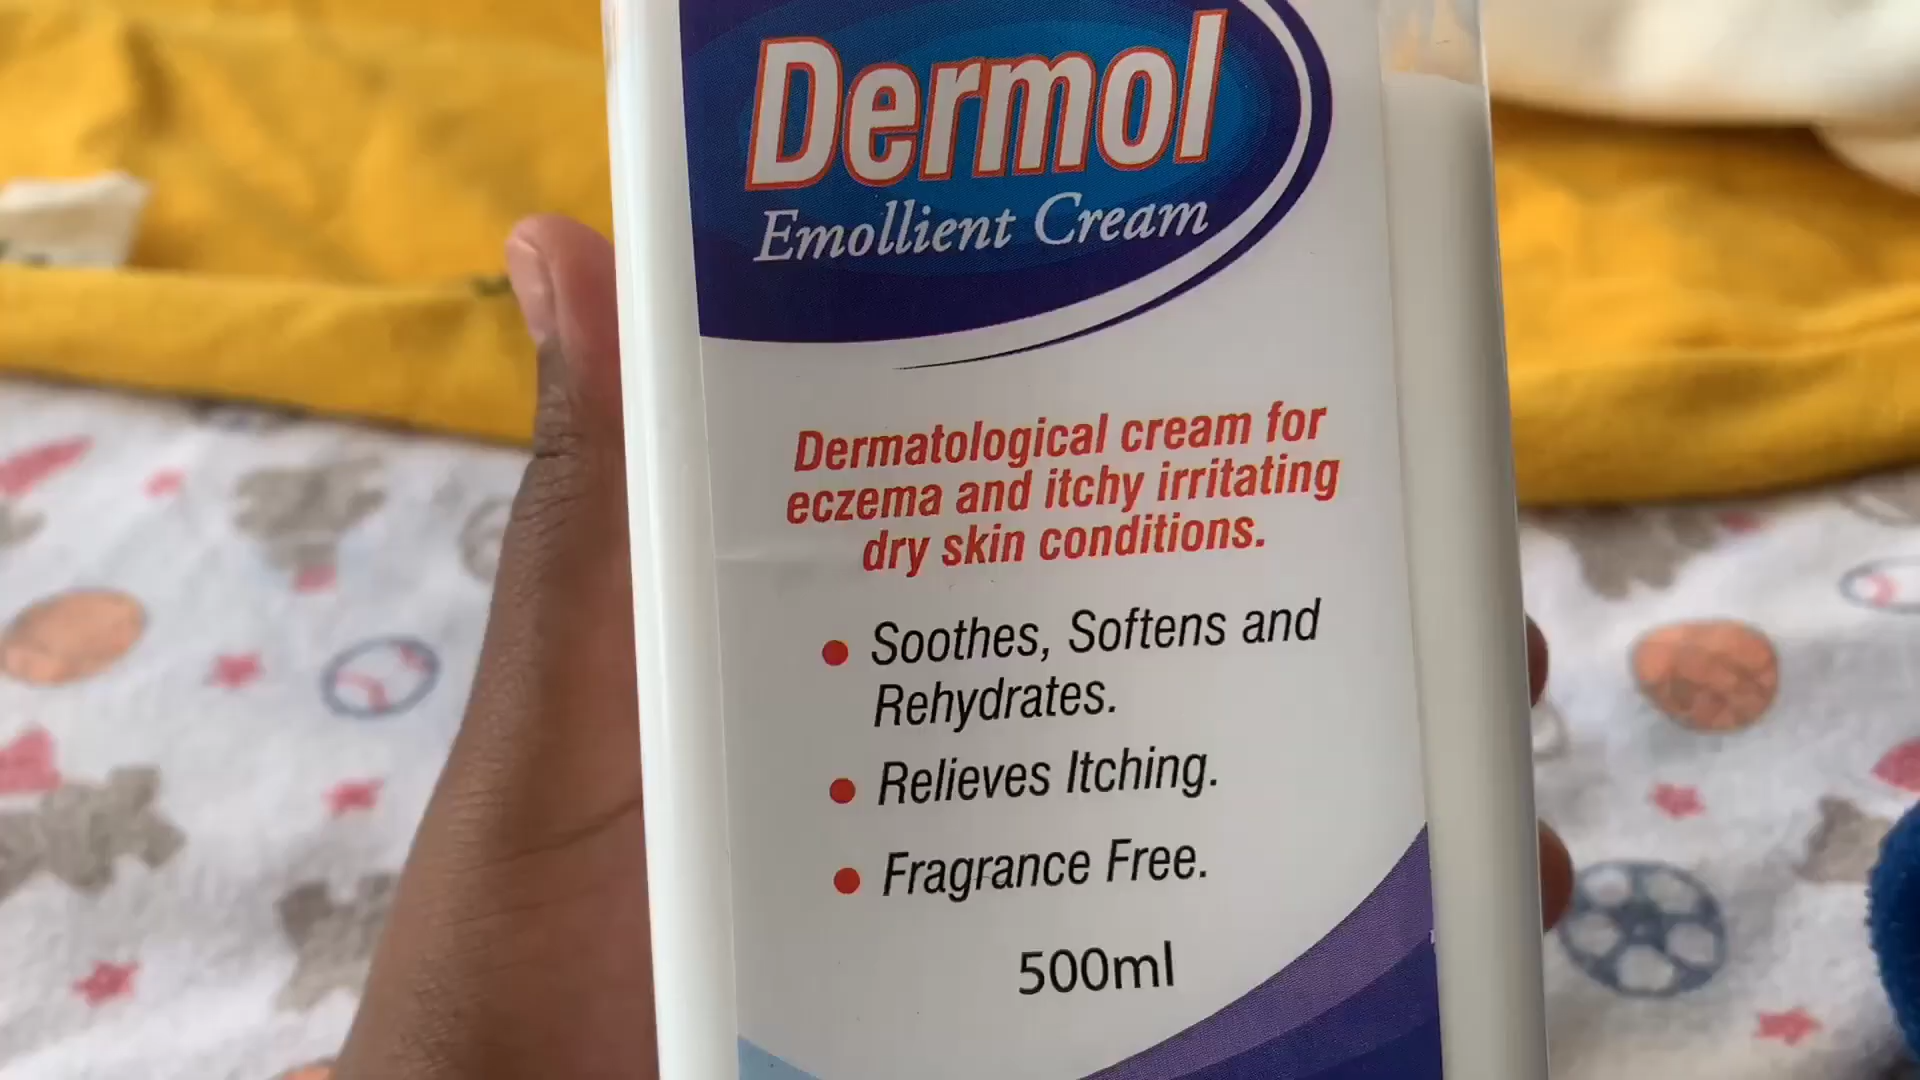 Dermol
Emollient Cream
Dermatological cream for
eczema and itchy irritating
dry skin conditions.
• Soothes, Softens and
Rehydrates.
• Relieves Itching.
• Fragrance Free.
500ml